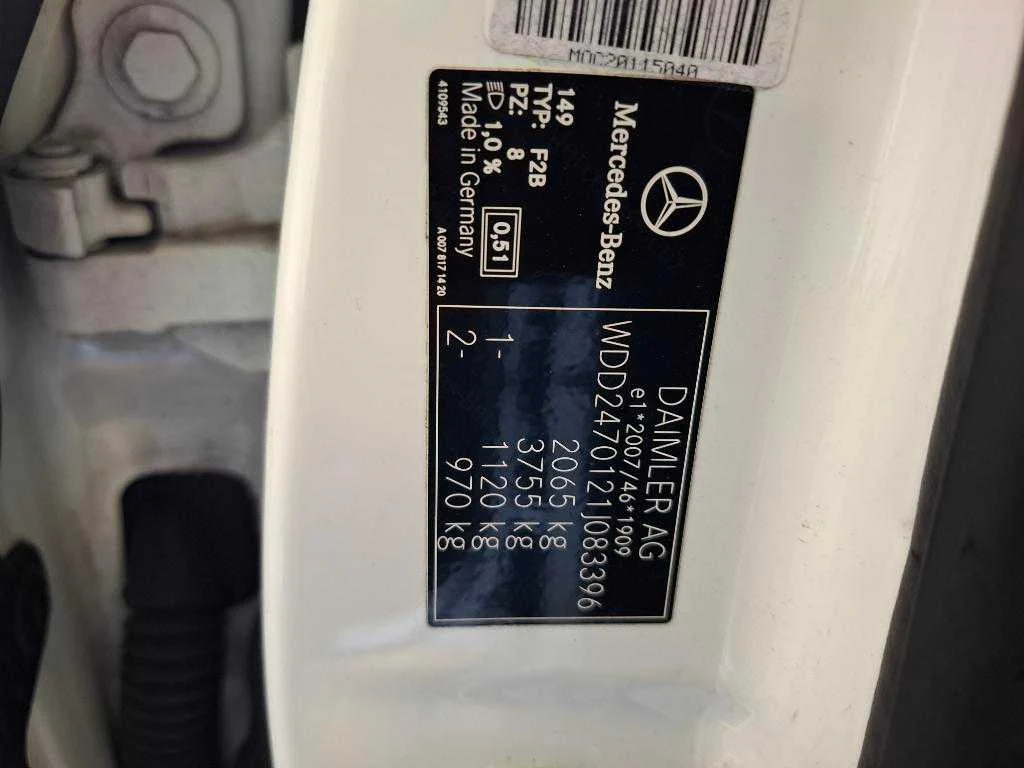 MOC20115040
Mercedes-Benz
149
TYP: F2B
PZ: 8
1,0 %
0,51
Made in Germany
4109543
A 007 817 14 20
DAIMLER AG
e1*2007/46*1909
WDD2470121J083396
2065 kg
3755 kg
1- 1120 kg
2- 970 kg